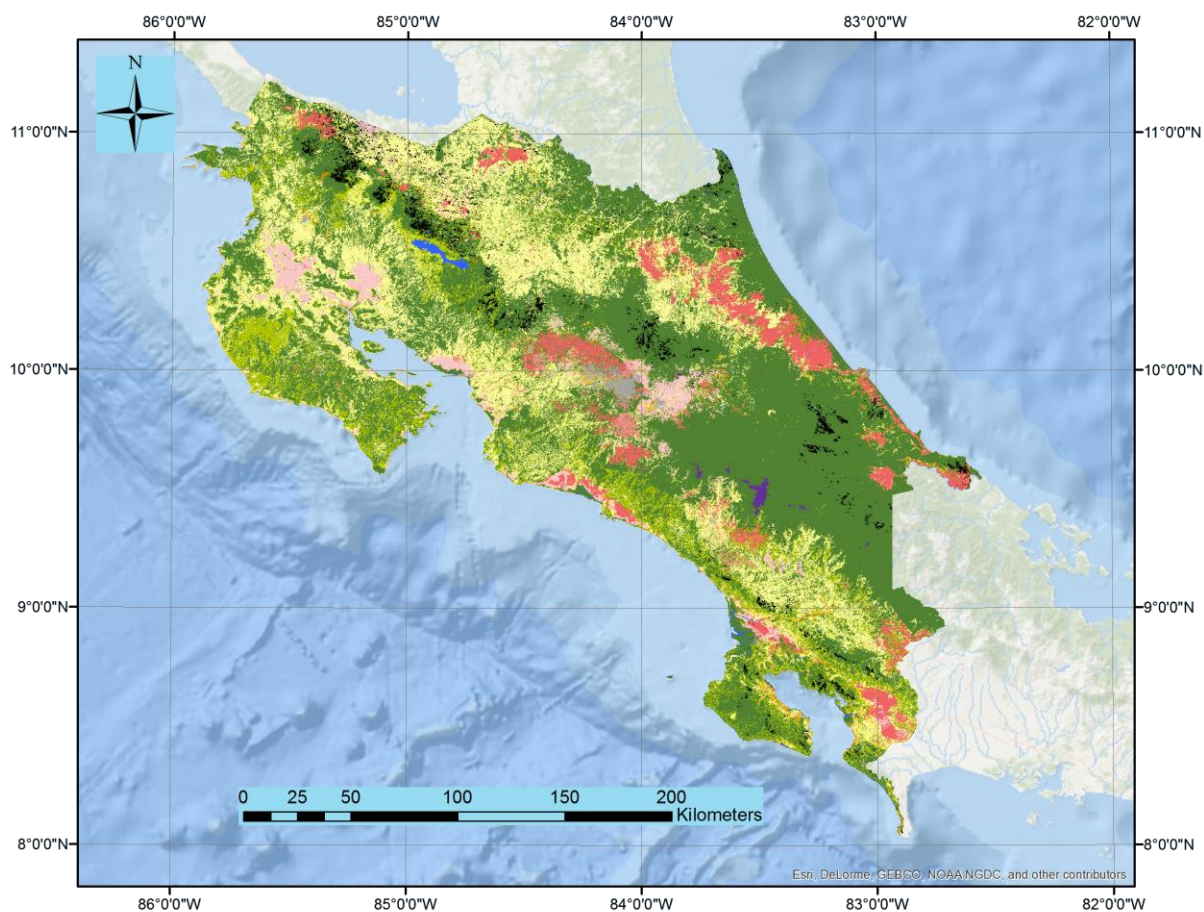 86°0'0"W 85°0'0"W 84°0'0"W 83°0'0"W 82°0'0"W
N
11°0'0"N 11°0'0"N
10°0'0"N 10°0'0"N
9°0'0"N 9°0'0"N
0 25 50 100 150 200
Kilometers
8°0'0"N 8°0'0"N
Esri, DeLorme, GEBCO, NOAA NGDC, and other contributors
86°0'0"W 85°0'0"W 84°0'0"W 83°0'0"W 82°0'0"W